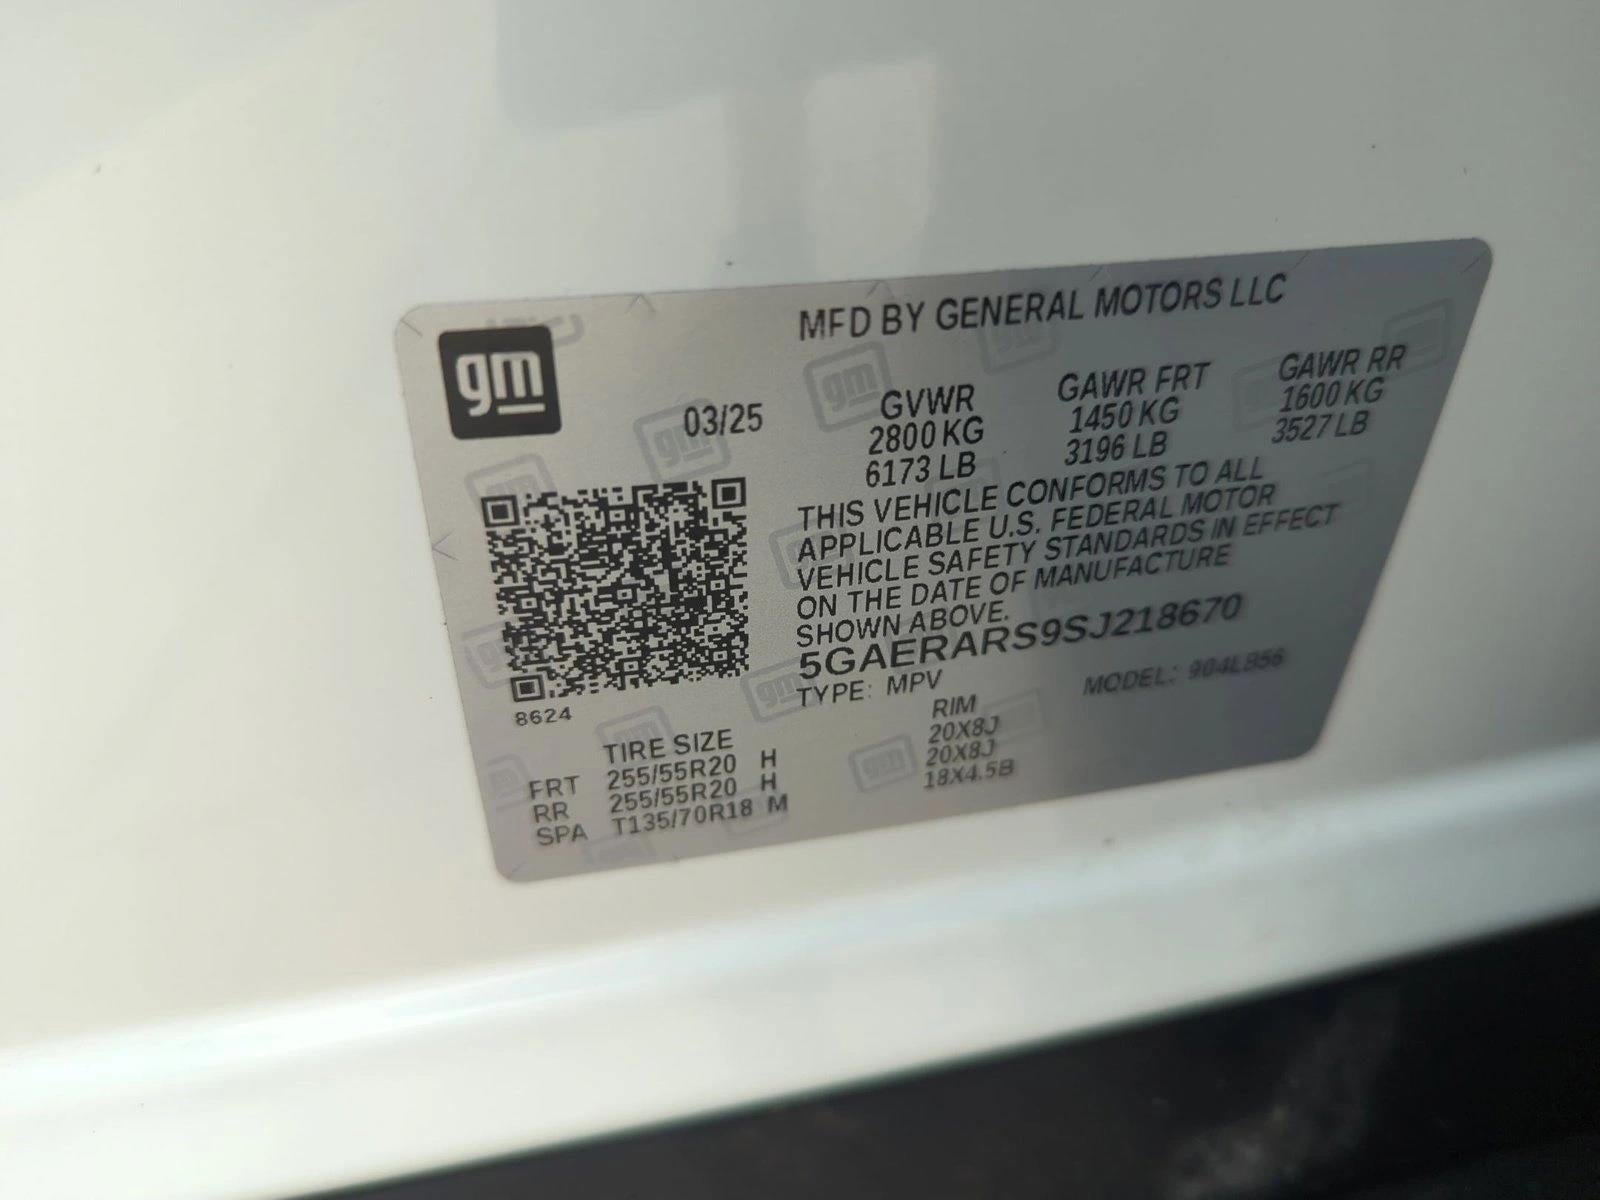 gm
MFD BY GENERAL MOTORS LLC
03/25
GVWR GAWR FRT GAWR RR
2800 KG 1450 KG 1600 KG
6173 LB 3196 LB 3527 LB
THIS VEHICLE CONFORMS TO ALL
APPLICABLE U.S. FEDERAL MOTOR
VEHICLE SAFETY STANDARDS IN EFFECT
ON THE DATE OF MANUFACTURE
SHOWN ABOVE.
5GAERARS9SJ218670
TYPE: MPV MODEL: 904LB56
8624
TIRE SIZE RIM
FRT 255/55R20 H 20X8J
RR 255/55R20 H 20X8J
SPA T135/70R18 M 18X4.5B